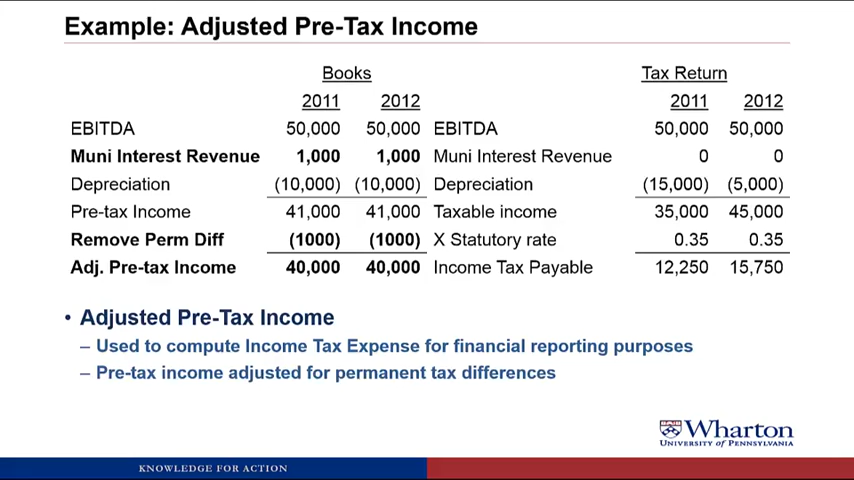 Example: Adjusted Pre-Tax Income
Books Tax Return
2011 2012 2011 2012
EBITDA 50,000 50,000 EBITDA 50,000 50,000
Muni Interest Revenue 1,000 1,000 Muni Interest Revenue 0 0
Depreciation (10,000) (10,000) Depreciation (15,000) (5,000)
Pre-tax Income 41,000 41,000 Taxable income 35,000 45,000
Remove Perm Diff (1000) (1000) X Statutory rate 0.35 0.35
Adj. Pre-tax Income 40,000 40,000 Income Tax Payable 12,250 15,750
• Adjusted Pre-Tax Income
– Used to compute Income Tax Expense for financial reporting purposes
– Pre-tax income adjusted for permanent tax differences
Wharton
UNIVERSITY of PENNSYLVANIA
KNOWLEDGE FOR ACTION